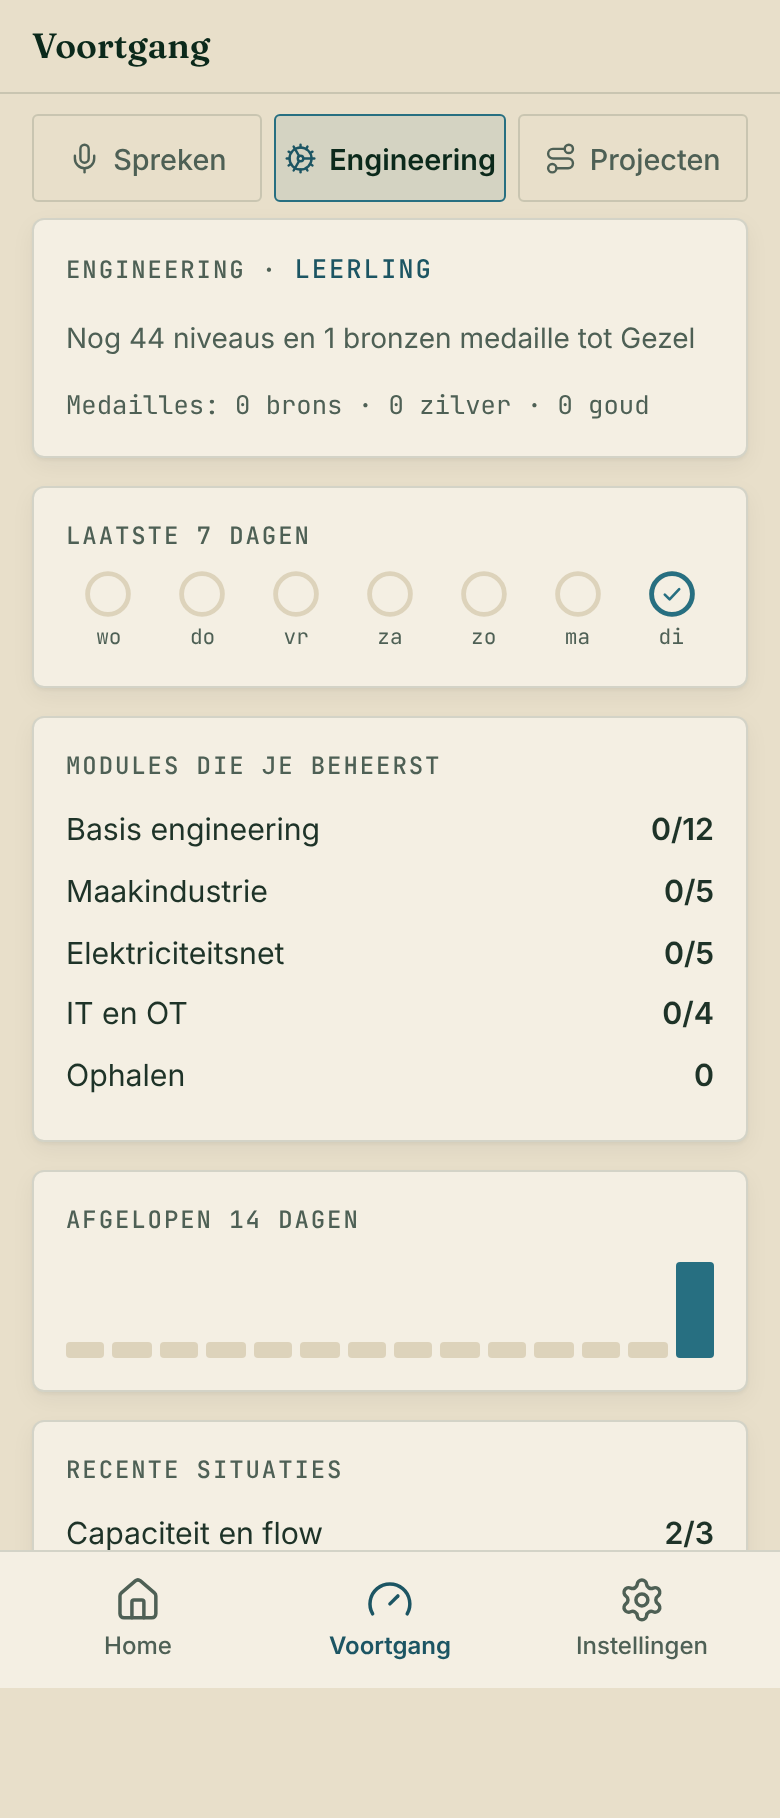 Voortgang
Spreken
Engineering
Projecten
ENGINEERING · LEERLING
Nog 44 niveaus en 1 bronzen medaille tot Gezel
Medailles: 0 brons · 0 zilver · 0 goud
LAATSTE 7 DAGEN
wo do vr za zo ma di
MODULES DIE JE BEHEERST
Basis engineering 0/12
Maakindustrie 0/5
Elektriciteitsnet 0/5
IT en OT 0/4
Ophalen 0
AFGELOPEN 14 DAGEN
RECENTE SITUATIES
Capaciteit en flow 2/3
Home Voortgang Instellingen